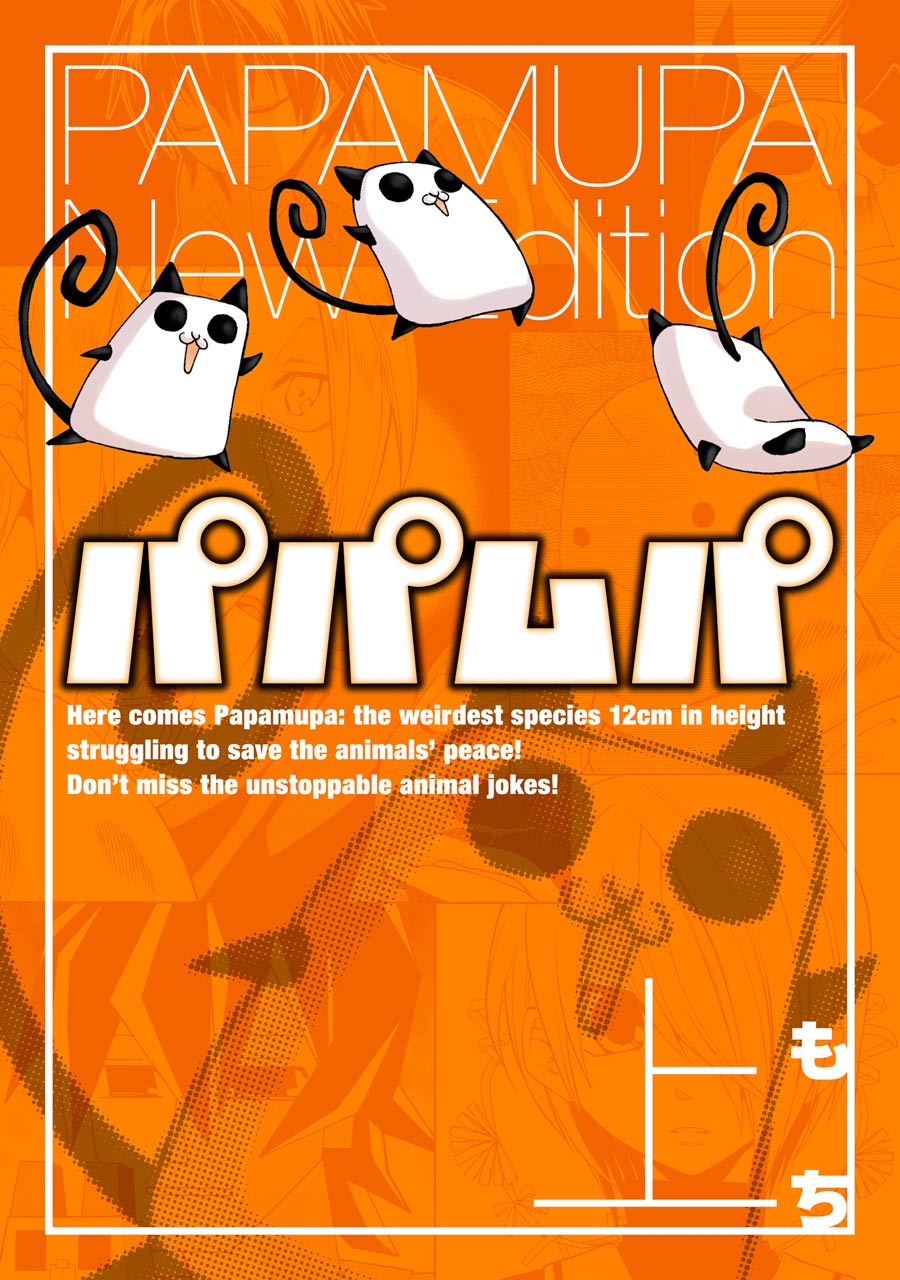 PAPAMUPA
New Edition
パパムパ
Here comes Papamupa: the weirdest species 12cm in height
struggling to save the animals’ peace!
Don’t miss the unstoppable animal jokes!
上
もち